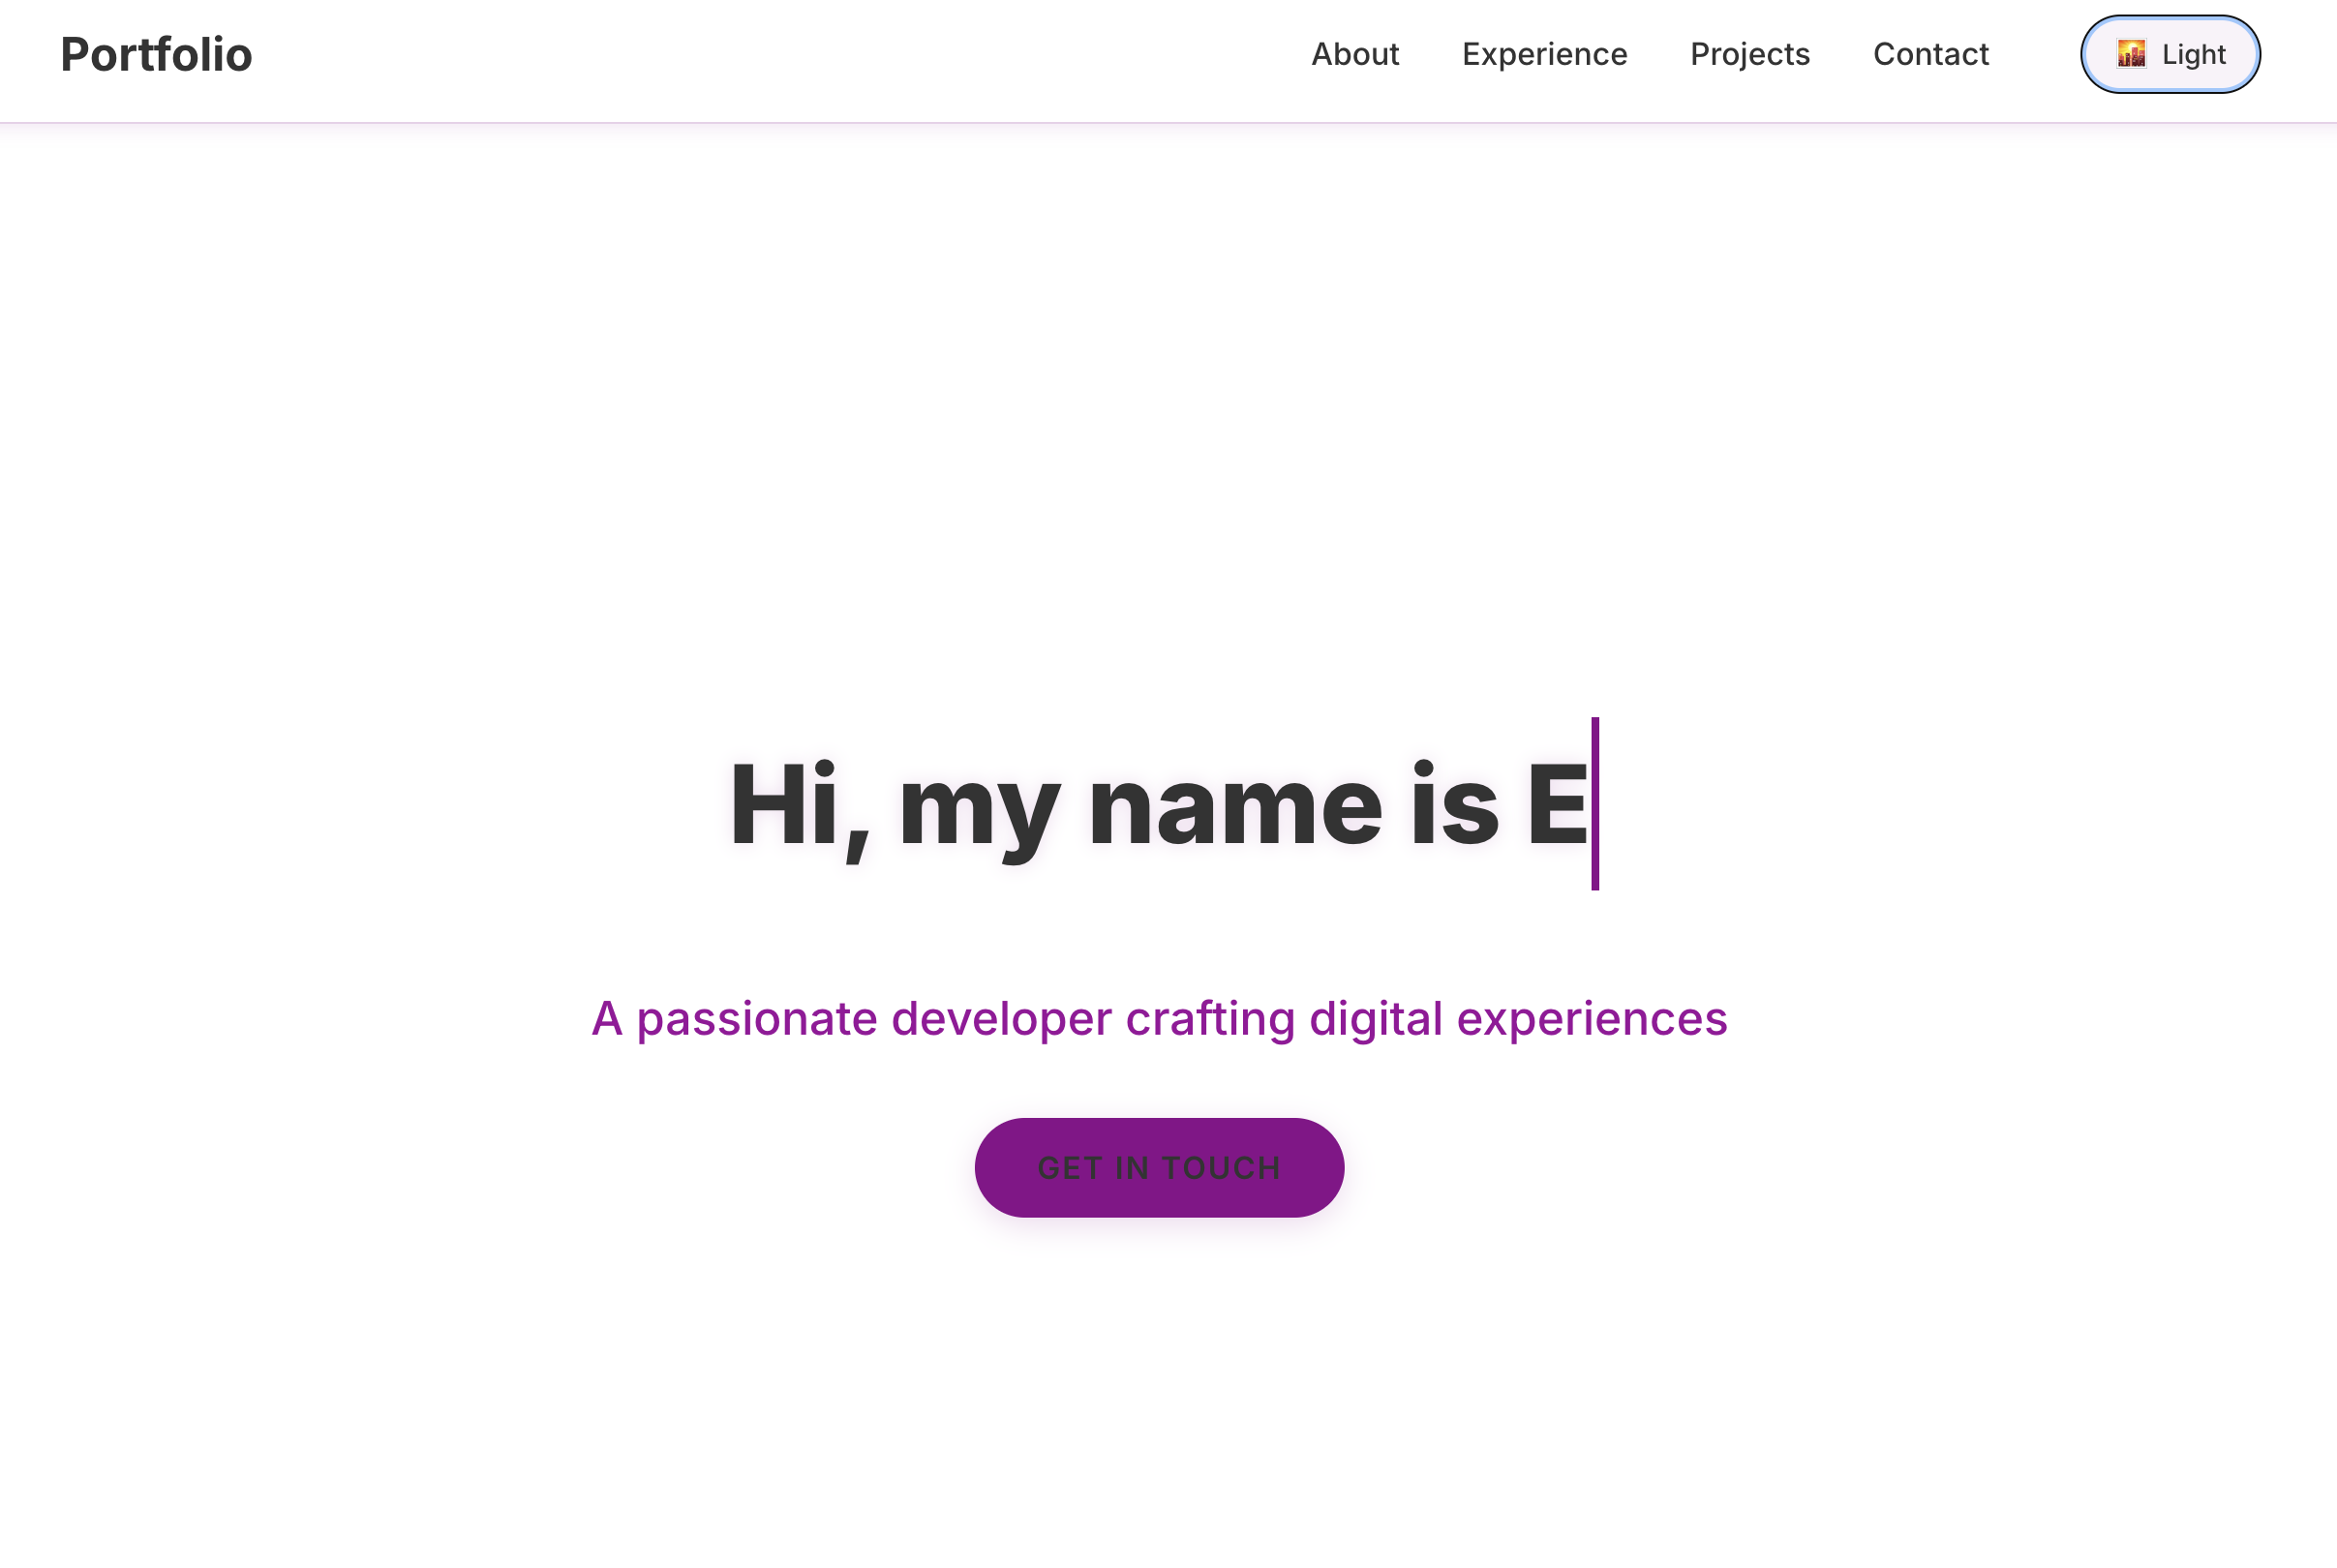 Portfolio
About Experience Projects Contact Light
Hi, my name is E
A passionate developer crafting digital experiences
GET IN TOUCH